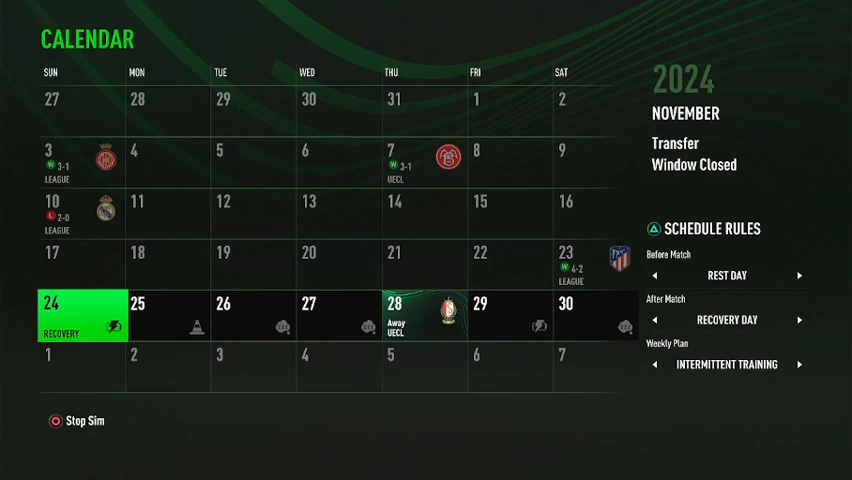 CALENDAR
SUN MON TUE WED THU FRI SAT
27 28 29 30 31 1 2
3 4 5 6 7 8 9
W 3-1 W 3-1
LEAGUE UECL
10 11 12 13 14 15 16
L 2-0
LEAGUE
17 18 19 20 21 22 23
W 4-2
LEAGUE
24 25 26 27 28 29 30
Away
RECOVERY UECL
1 2 3 4 5 6 7
Stop Sim
2024
NOVEMBER
Transfer
Window Closed
SCHEDULE RULES
Before Match
REST DAY
After Match
RECOVERY DAY
Weekly Plan
INTERMITTENT TRAINING